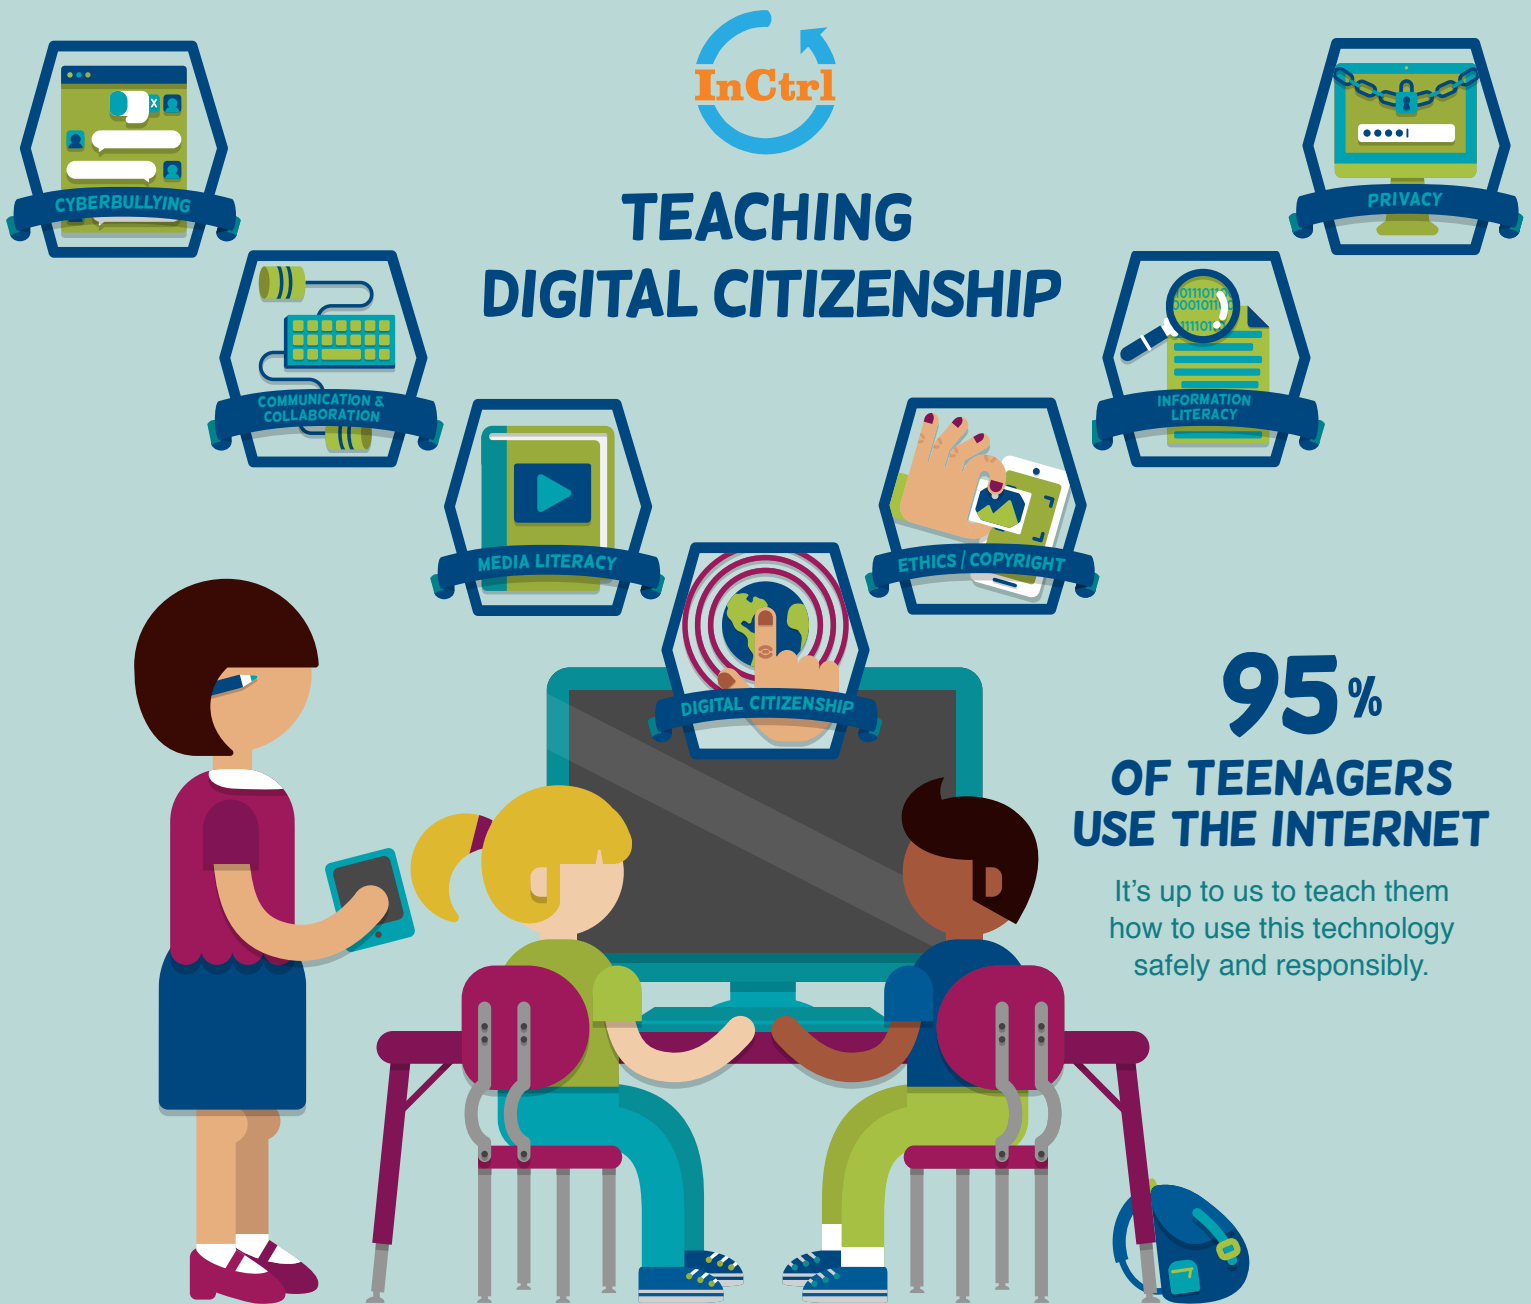 InCtrl
TEACHING
DIGITAL CITIZENSHIP
CYBERBULLYING
COMMUNICATION &
COLLABORATION
MEDIA LITERACY
DIGITAL CITIZENSHIP
ETHICS / COPYRIGHT
INFORMATION
LITERACY
PRIVACY
95%
OF TEENAGERS
USE THE INTERNET
It's up to us to teach them
how to use this technology
safely and responsibly.